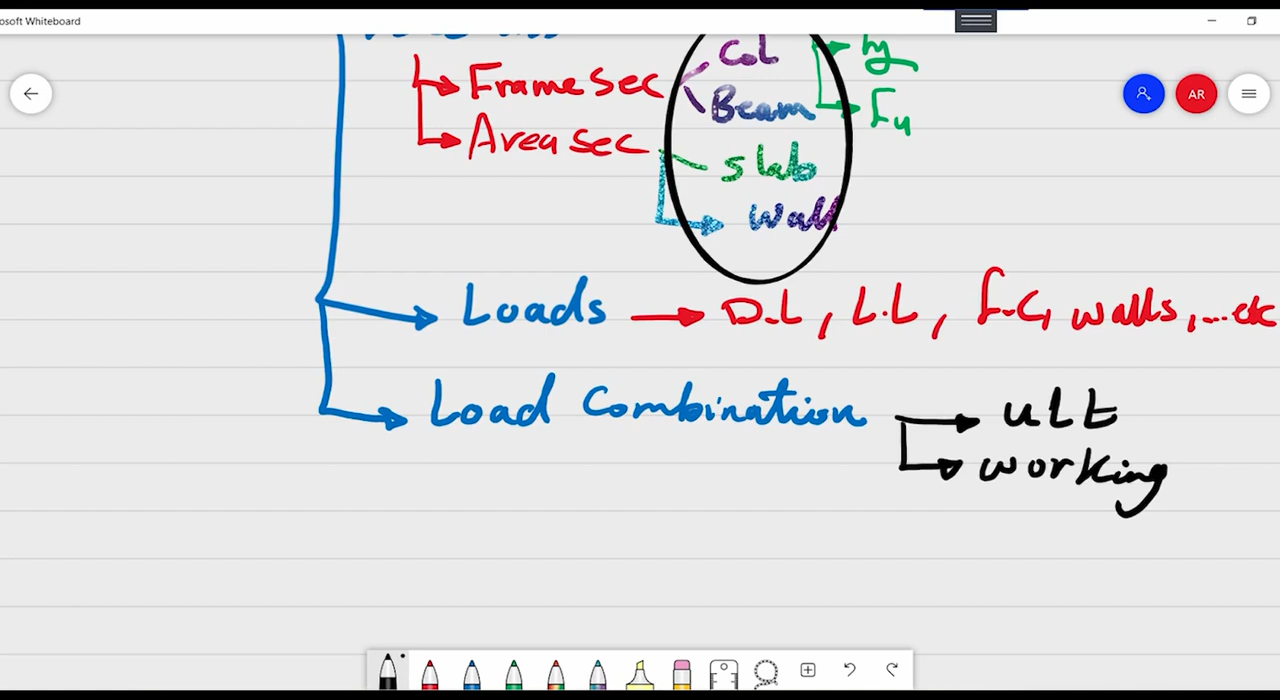 osoft Whiteboard
AR
Col
Fy
Frame Sec
Beam
Fu
Area Sec
Slab
Wall
Loads → D.L, L.L, F.C, walls, ... etc
Load Combination
ULT
working